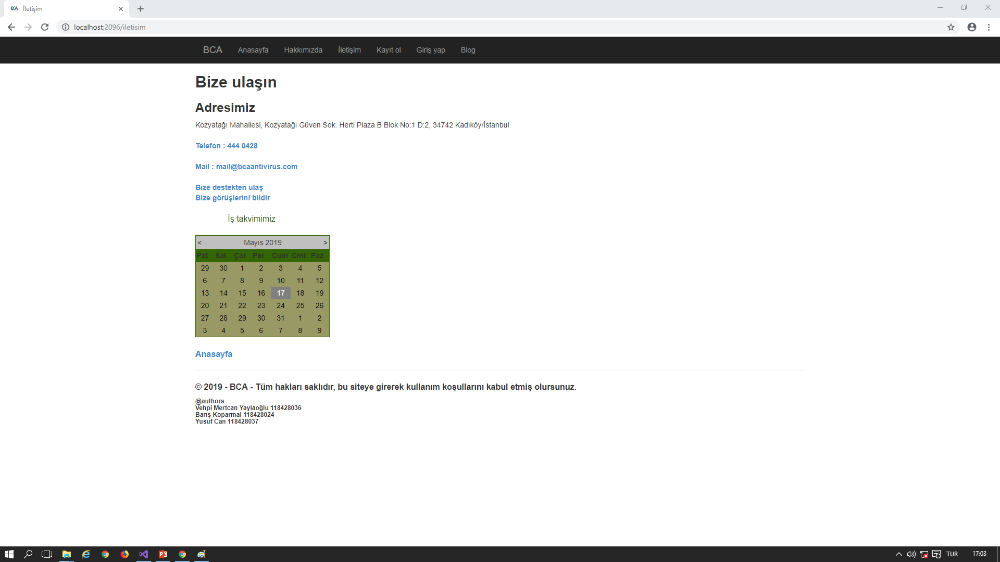 BCA İletişim
localhost:2096/iletisim
BCA Anasayfa Hakkımızda İletişim Kayıt ol Giriş yap Blog
Bize ulaşın
Adresimiz
Kozyatağı Mahallesi, Kozyatağı Güven Sok. Herti Plaza B Blok No:1 D:2, 34742 Kadıköy/İstanbul
Telefon : 444 0428
Mail : mail@bcaantivirus.com
Bize destekten ulaş
Bize görüşlerini bildir
İş takvimimiz
< Mayıs 2019 >
Pzt Sal Çar Per Cum Cmt Paz
29 30 1 2 3 4 5
6 7 8 9 10 11 12
13 14 15 16 17 18 19
20 21 22 23 24 25 26
27 28 29 30 31 1 2
3 4 5 6 7 8 9
Anasayfa
© 2019 - BCA - Tüm hakları saklıdır, bu siteye girerek kullanım koşullarını kabul etmiş olursunuz.
@authors
Vehpi Mertcan Yaylaoğlu 118428036
Barış Koparmal 118428024
Yusuf Can 118428037
TUR 17:03